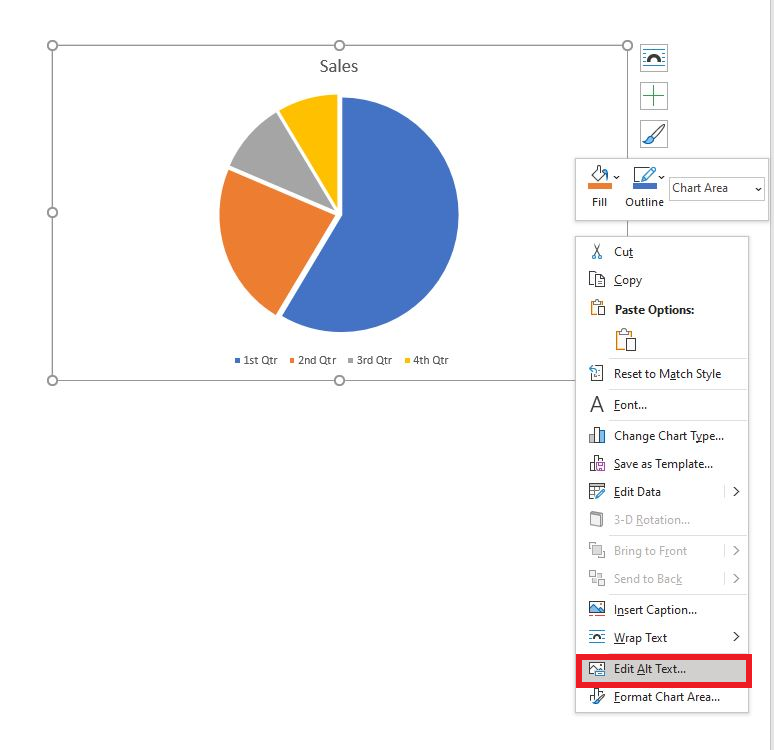 Sales
1st Qtr 2nd Qtr 3rd Qtr 4th Qtr
Fill Outline Chart Area
Cut
Copy
Paste Options:
Reset to Match Style
A Font...
Change Chart Type...
Save as Template...
Edit Data
3-D Rotation...
Bring to Front
Send to Back
Insert Caption...
Wrap Text
Edit Alt Text...
Format Chart Area...